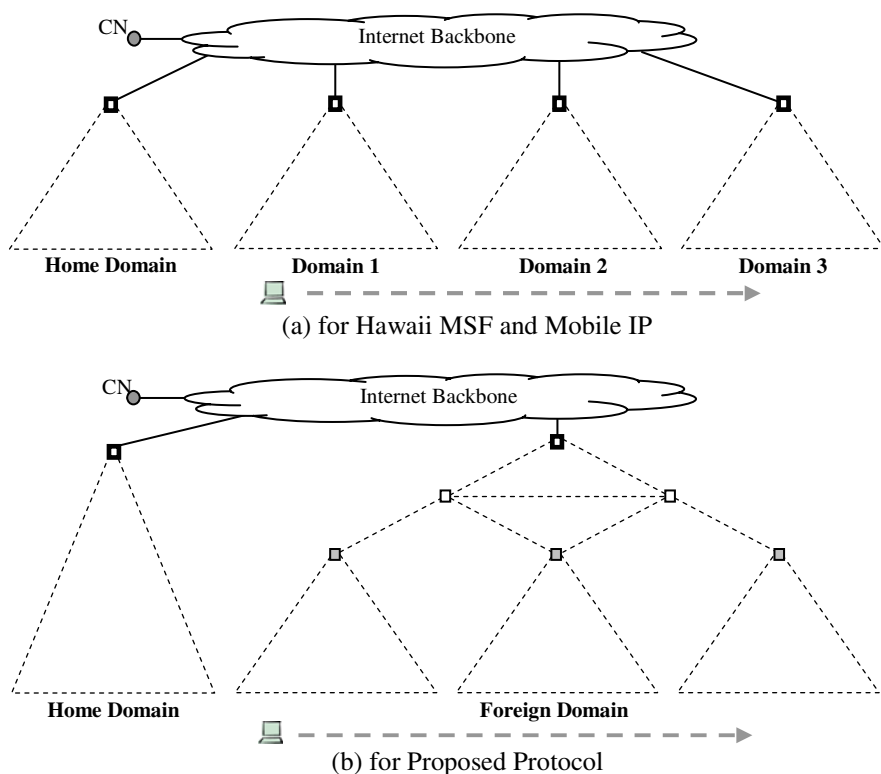 CN
Internet Backbone
Home Domain
Domain 1
Domain 2
Domain 3
(a) for Hawaii MSF and Mobile IP
CN
Internet Backbone
Home Domain
Foreign Domain
(b) for Proposed Protocol